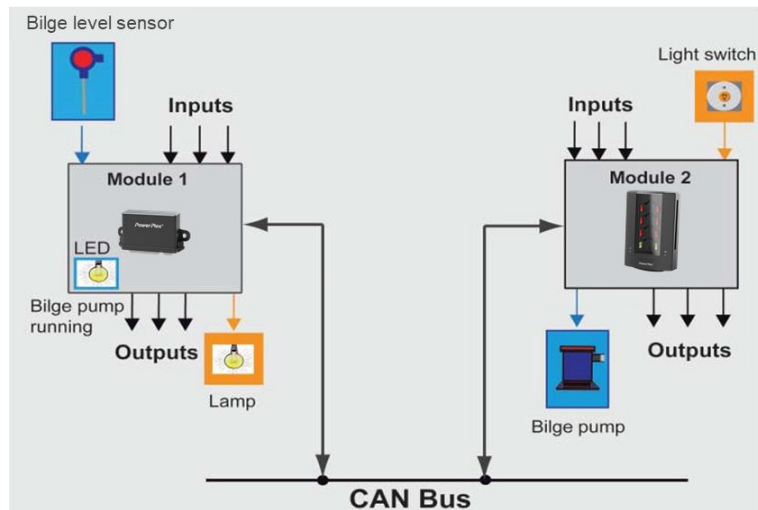 Bilge level sensor
Light switch
Inputs
Inputs
Module 1
Module 2
PowerPlex
LED
Bilge pump
running
Outputs
Outputs
Lamp
Bilge pump
CAN Bus